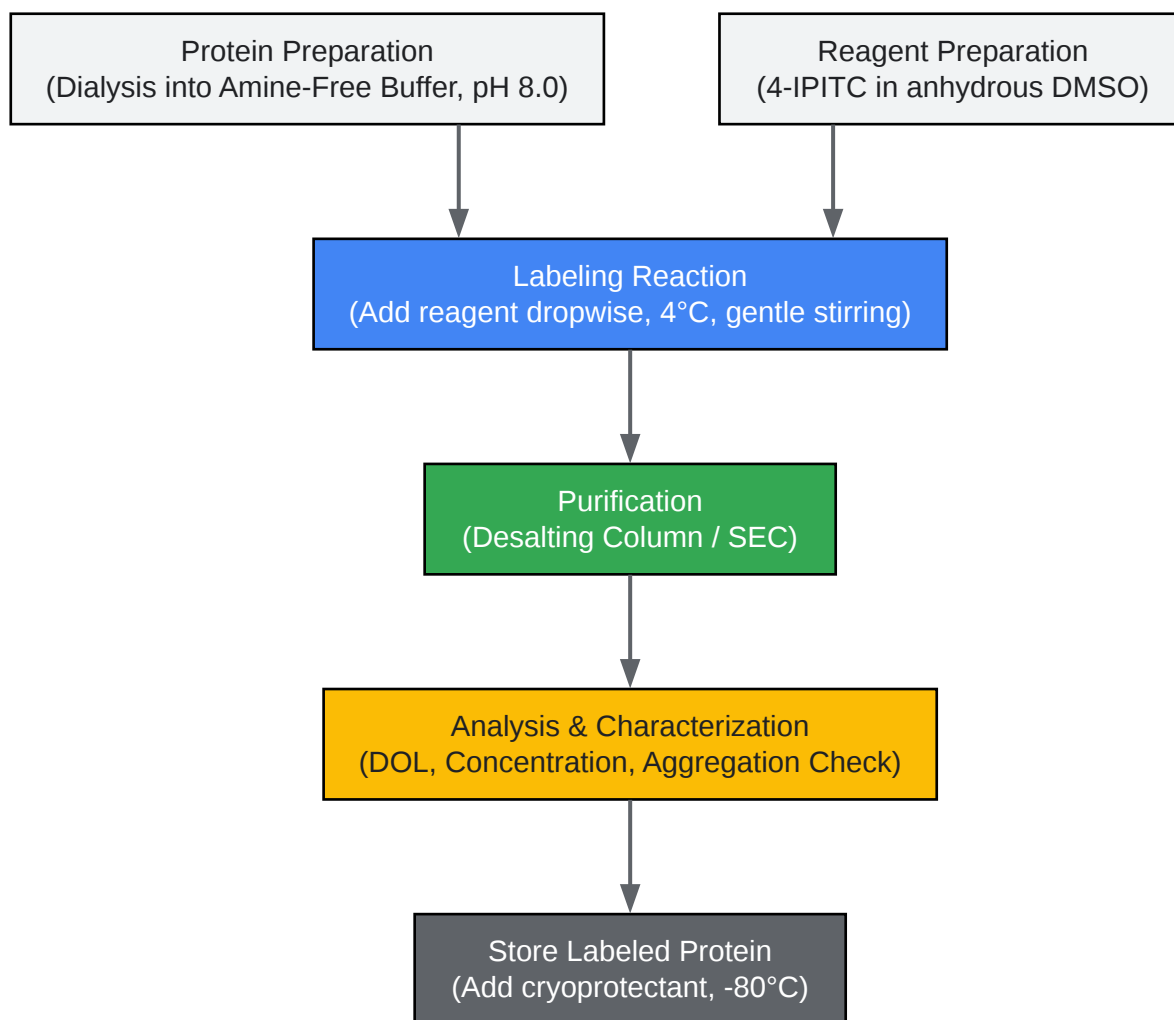 Protein Preparation
(Dialysis into Amine-Free Buffer, pH 8.0)
Reagent Preparation
(4-IPITC in anhydrous DMSO)
Labeling Reaction
(Add reagent dropwise, 4°C, gentle stirring)
Purification
(Desalting Column / SEC)
Analysis & Characterization
(DOL, Concentration, Aggregation Check)
Store Labeled Protein
(Add cryoprotectant, -80°C)